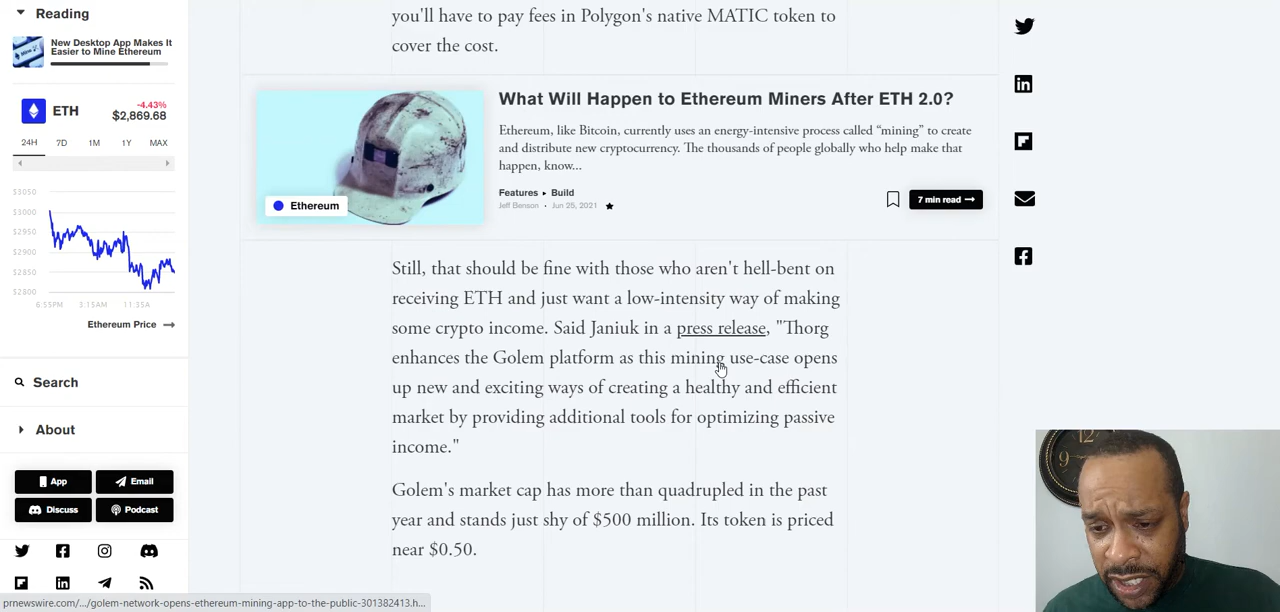 Reading
New Desktop App Makes It
Easier to Mine Ethereum
ETH
-4.43%
$2,869.68
24H 7D 1M 1Y MAX
$3050
$3000
$2950
$2900
$2850
$2800
6:55PM 3:15AM 11:35A
Ethereum Price →
Search
About
App Email
Discuss Podcast
you'll have to pay fees in Polygon's native MATIC token to
cover the cost.
Ethereum
What Will Happen to Ethereum Miners After ETH 2.0?
Ethereum, like Bitcoin, currently uses an energy-intensive process called “mining” to create
and distribute new cryptocurrency. The thousands of people globally who help make that
happen, know...
Features ▸ Build
Jeff Benson • Jun 25, 2021 ★
7 min read →
Still, that should be fine with those who aren't hell-bent on
receiving ETH and just want a low-intensity way of making
some crypto income. Said Janiuk in a press release, "Thorg
enhances the Golem platform as this mining use-case opens
up new and exciting ways of creating a healthy and efficient
market by providing additional tools for optimizing passive
income."
Golem's market cap has more than quadrupled in the past
year and stands just shy of $500 million. Its token is priced
near $0.50.
prnewswire.com/.../golem-network-opens-ethereum-mining-app-to-the-public-301382413.h...
12
9